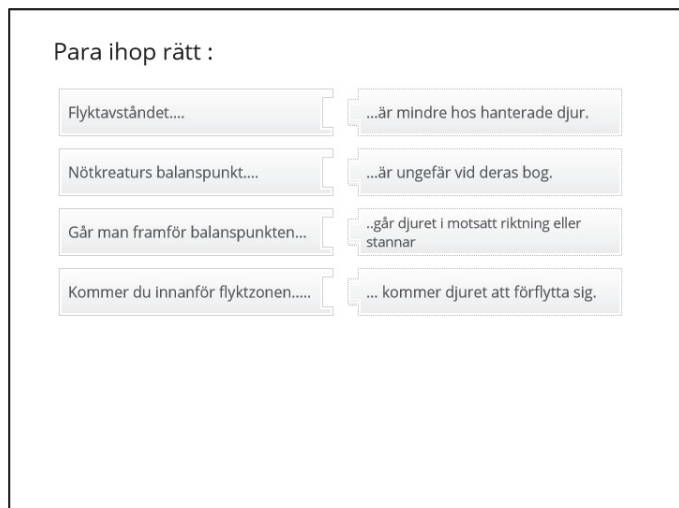 Para ihop rätt :
Flyktavståndet....
...är mindre hos hanterade djur.
Nötkreaturs balanspunkt....
...är ungefär vid deras bog.
Går man framför balanspunkten...
..går djuret i motsatt riktning eller
stannar
Kommer du innanför flyktzonen.....
... kommer djuret att förflytta sig.